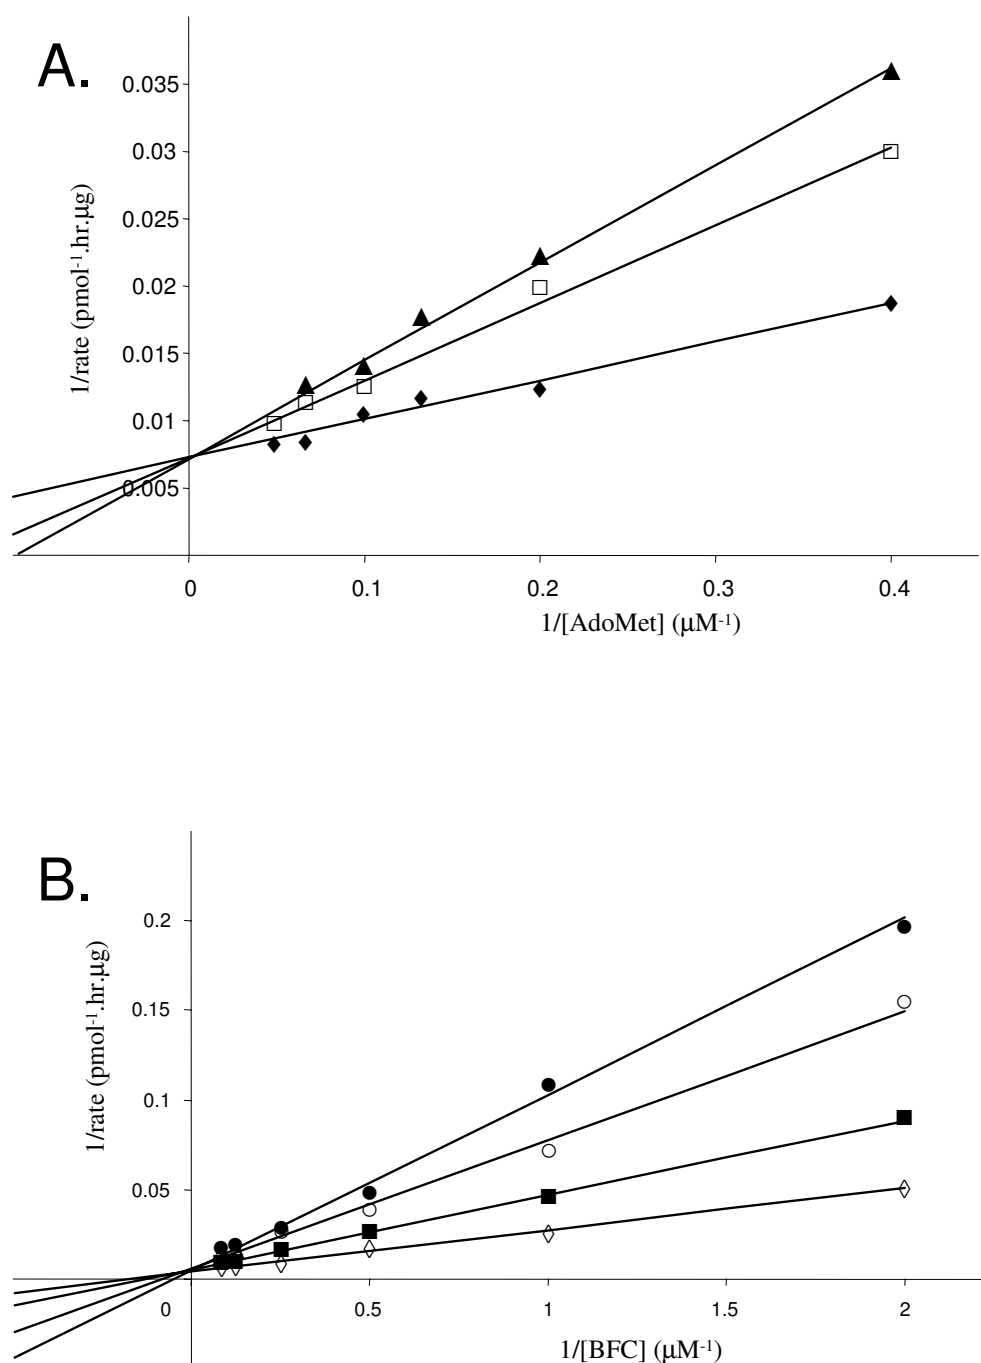 A.
0.035
0.03
0.025
0.02
0.015
0.01
0.005
1/rate (pmol⁻¹.hr.µg)
0 0.1 0.2 0.3 0.4
1/[AdoMet] (µM⁻¹)
B.
0.2
0.15
0.1
0.05
1/rate (pmol⁻¹.hr.µg)
0 0.5 1 1.5 2
1/[BFC] (µM⁻¹)